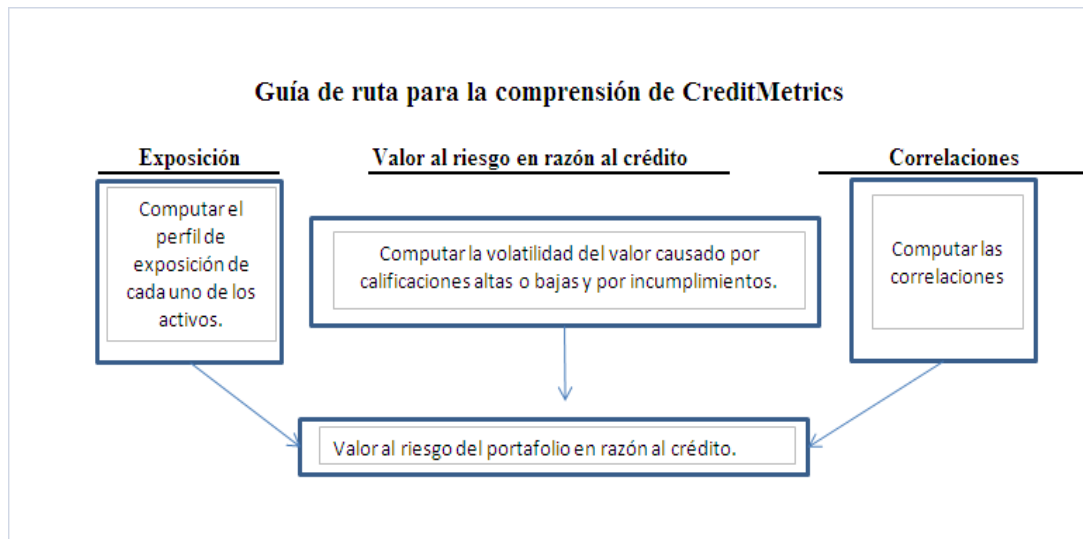 Guía de ruta para la comprensión de CreditMetrics
Exposición
Valor al riesgo en razón al crédito
Correlaciones
Computar el
perfil de
exposición de
cada uno de los
activos.
Computar la volatilidad del valor causado por
calificaciones altas o bajas y por incumplimientos.
Computar las
correlaciones
Valor al riesgo del portafolio en razón al crédito.